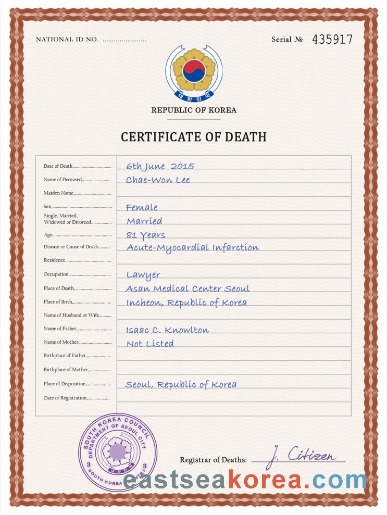 NATIONAL ID NO. ....................
Serial № 435917
대한민국
REPUBLIC OF KOREA
CERTIFICATE OF DEATH
Date of Death 6th June 2015
Name of Deceased Chae-Won Lee
Maiden Name
Sex Female
Single, Married, Widowed or Divorced Married
Age 81 Years
Disease or Cause of Death Acute-Myocardial Infarction
Residence
Occupation Lawyer
Place of Death Asan Medical Center Seoul
Place of Birth Incheon, Republic of Korea
Name of Husband or Wife
Name of Father Isaac C. Knowlton
Name of Mother Not Listed
Birthplace of Father
Birthplace of Mother
Place of Disposition Seoul, Republic of Korea
Date of Registration
SOUTH KOREA COUNCIL
DEPARTMENT OF SEOUL CITY
Registrar of Deaths: J. Citizen
eastseakorea.com